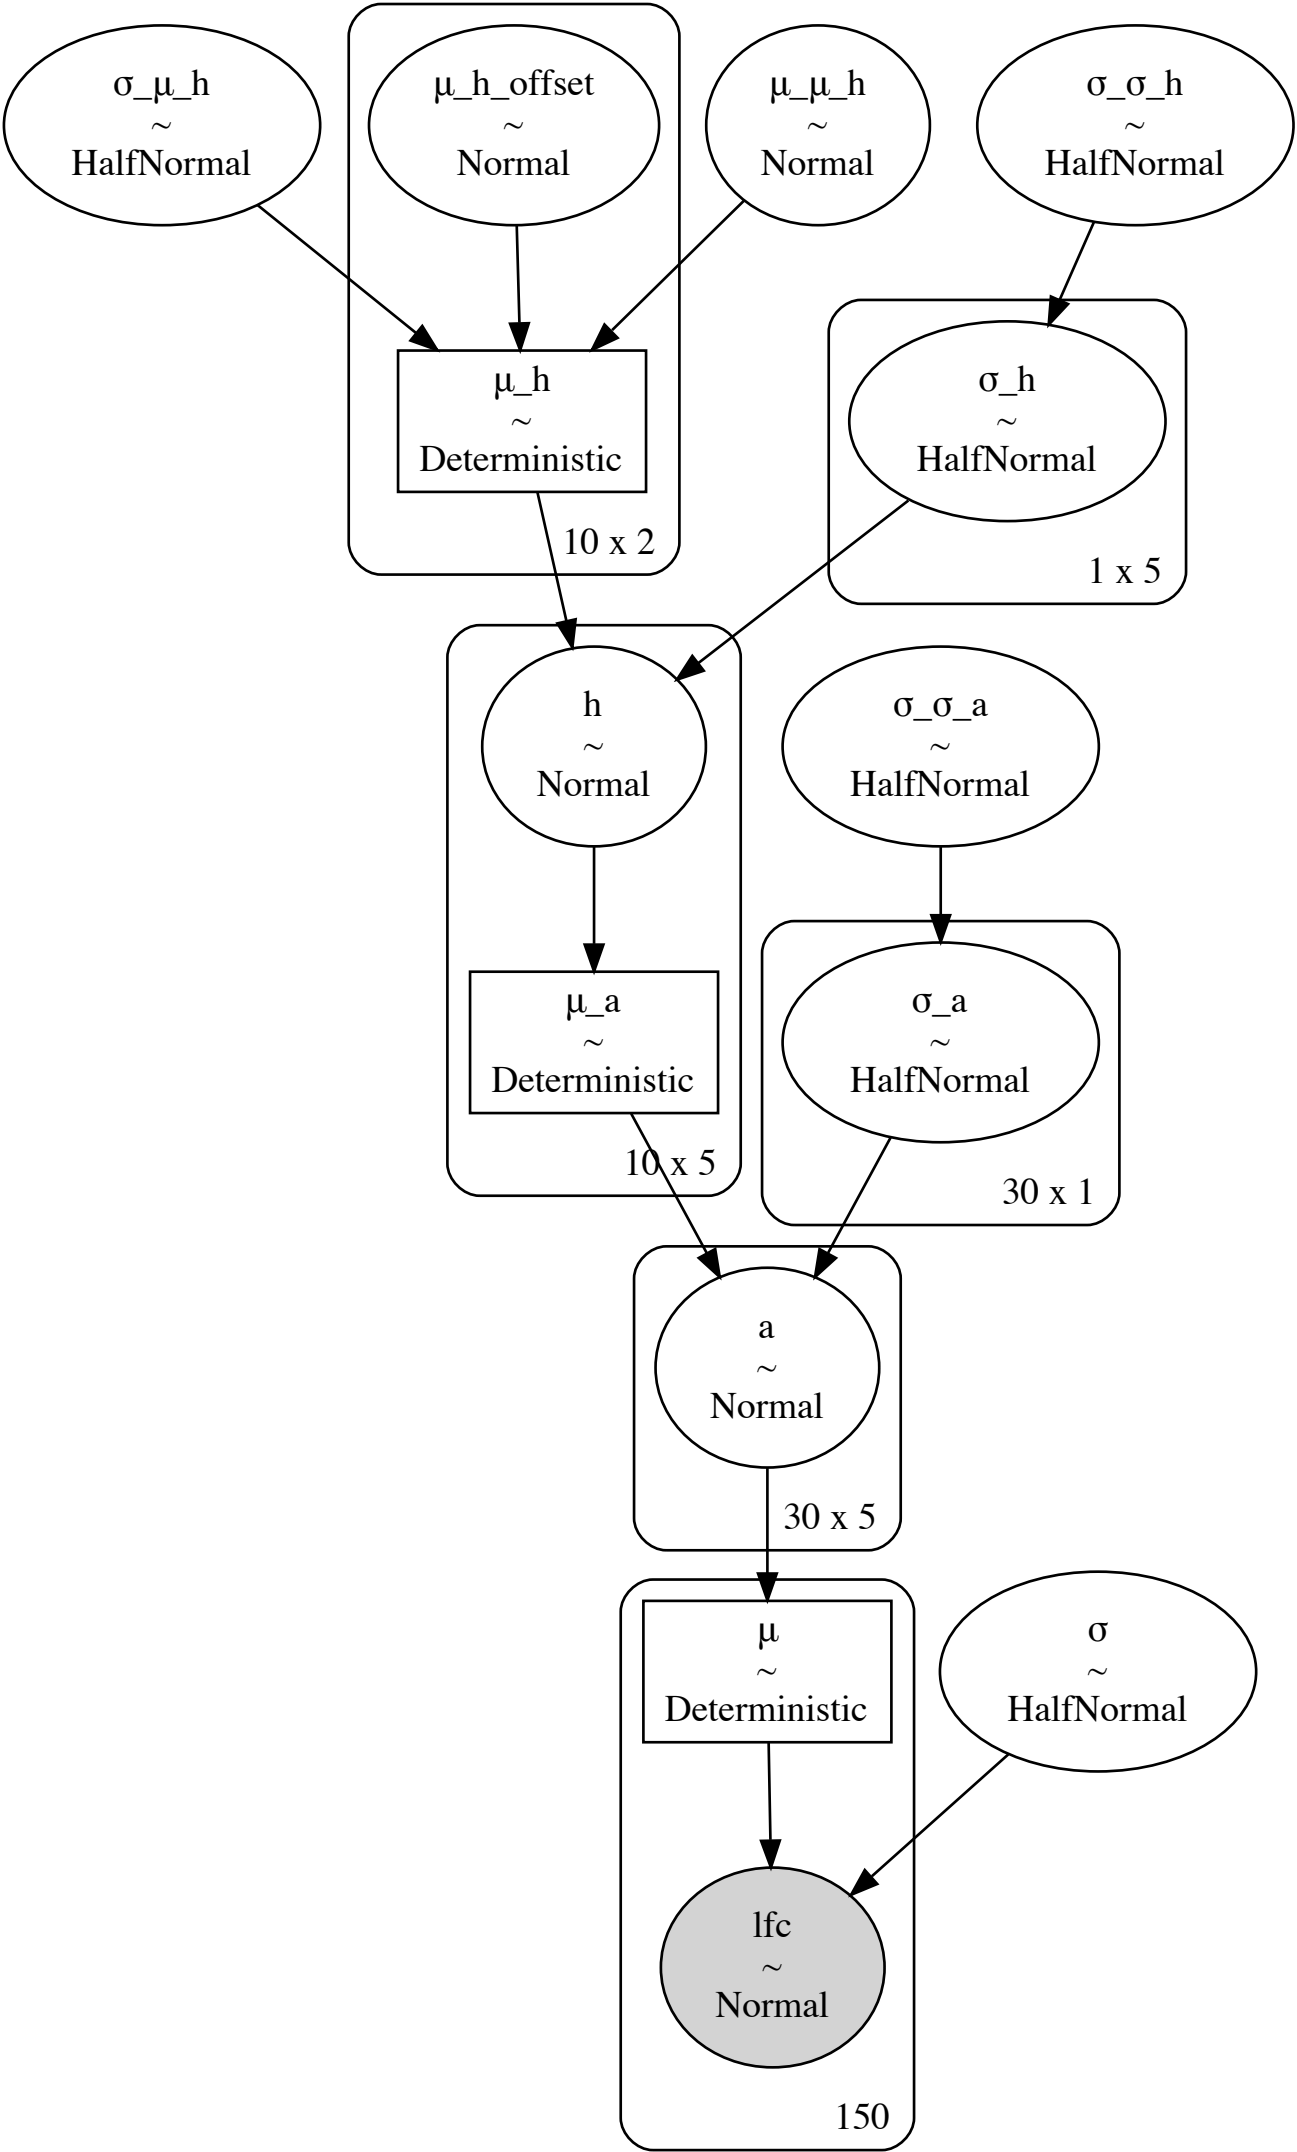 σ_μ_h
~
HalfNormal
μ_h_offset
~
Normal
μ_μ_h
~
Normal
σ_σ_h
~
HalfNormal
μ_h
~
Deterministic
10 x 2
σ_h
~
HalfNormal
1 x 5
h
~
Normal
σ_σ_a
~
HalfNormal
μ_a
~
Deterministic
10 x 5
σ_a
~
HalfNormal
30 x 1
a
~
Normal
30 x 5
μ
~
Deterministic
σ
~
HalfNormal
lfc
~
Normal
150